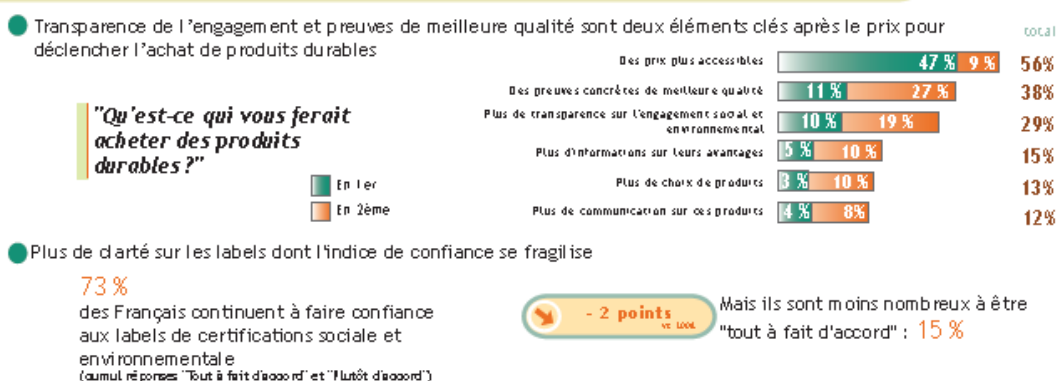 Transparence de l'engagement et preuves de meilleure qualité sont deux éléments clés après le prix pour
déclencher l'achat de produits durables
total
Des prix plus accessibles 47 % 9 % 56%
Des preuves concrètes de meilleure qualité 11 % 27 % 38%
Plus de transparence sur l'engagement social et
environnemental 10 % 19 % 29%
Plus d'informations sur leurs avantages 5 % 10 % 15%
Plus de choix de produits 3 % 10 % 13%
Plus de communication sur ces produits 4 % 8% 12%
"Qu'est-ce qui vous ferait
acheter des produits
durables ?"
En 1er
En 2ème
Plus de clarté sur les labels dont l'indice de confiance se fragilise
73 %
des Français continuent à faire confiance
aux labels de certifications sociale et
environnementale
(cumul réponses "Tout à fait d'accord" et "Plutôt d'accord")
- 2 points
vs
Mais ils sont moins nombreux à être
"tout à fait d'accord" : 15 %